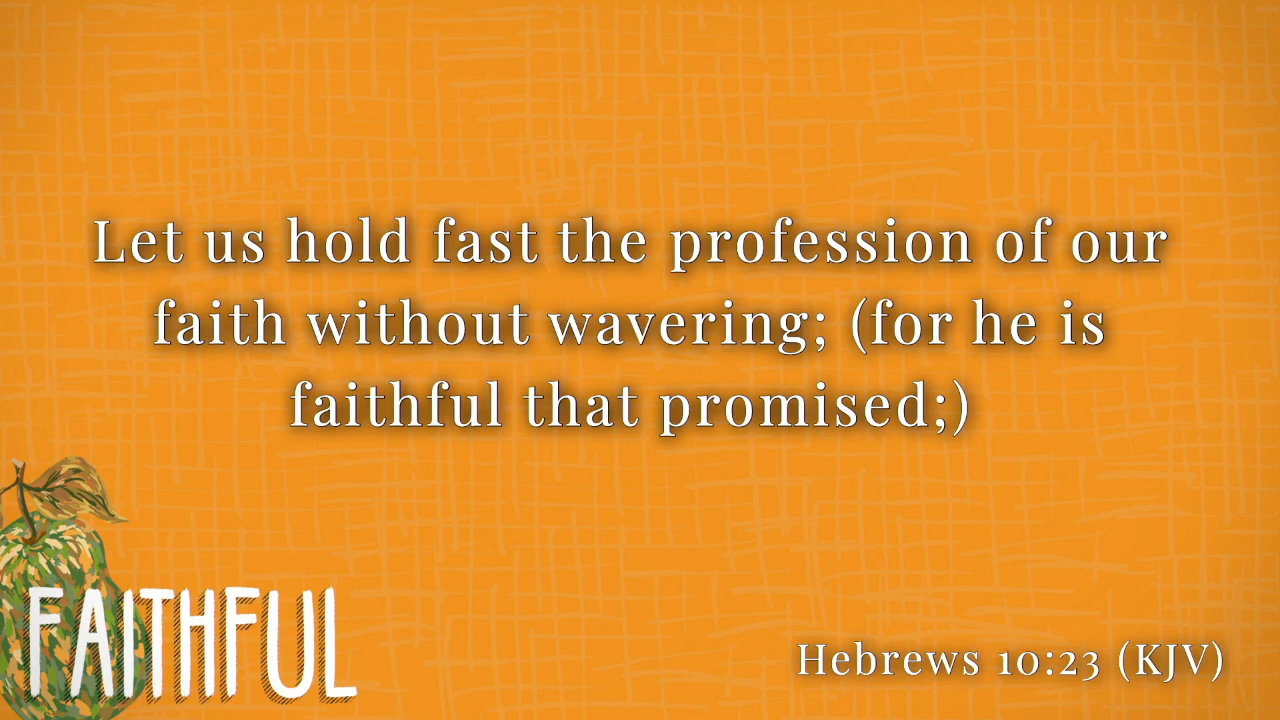 Let us hold fast the profession of our
faith without wavering; (for he is
faithful that promised;)
FAITHFUL
Hebrews 10:23 (KJV)